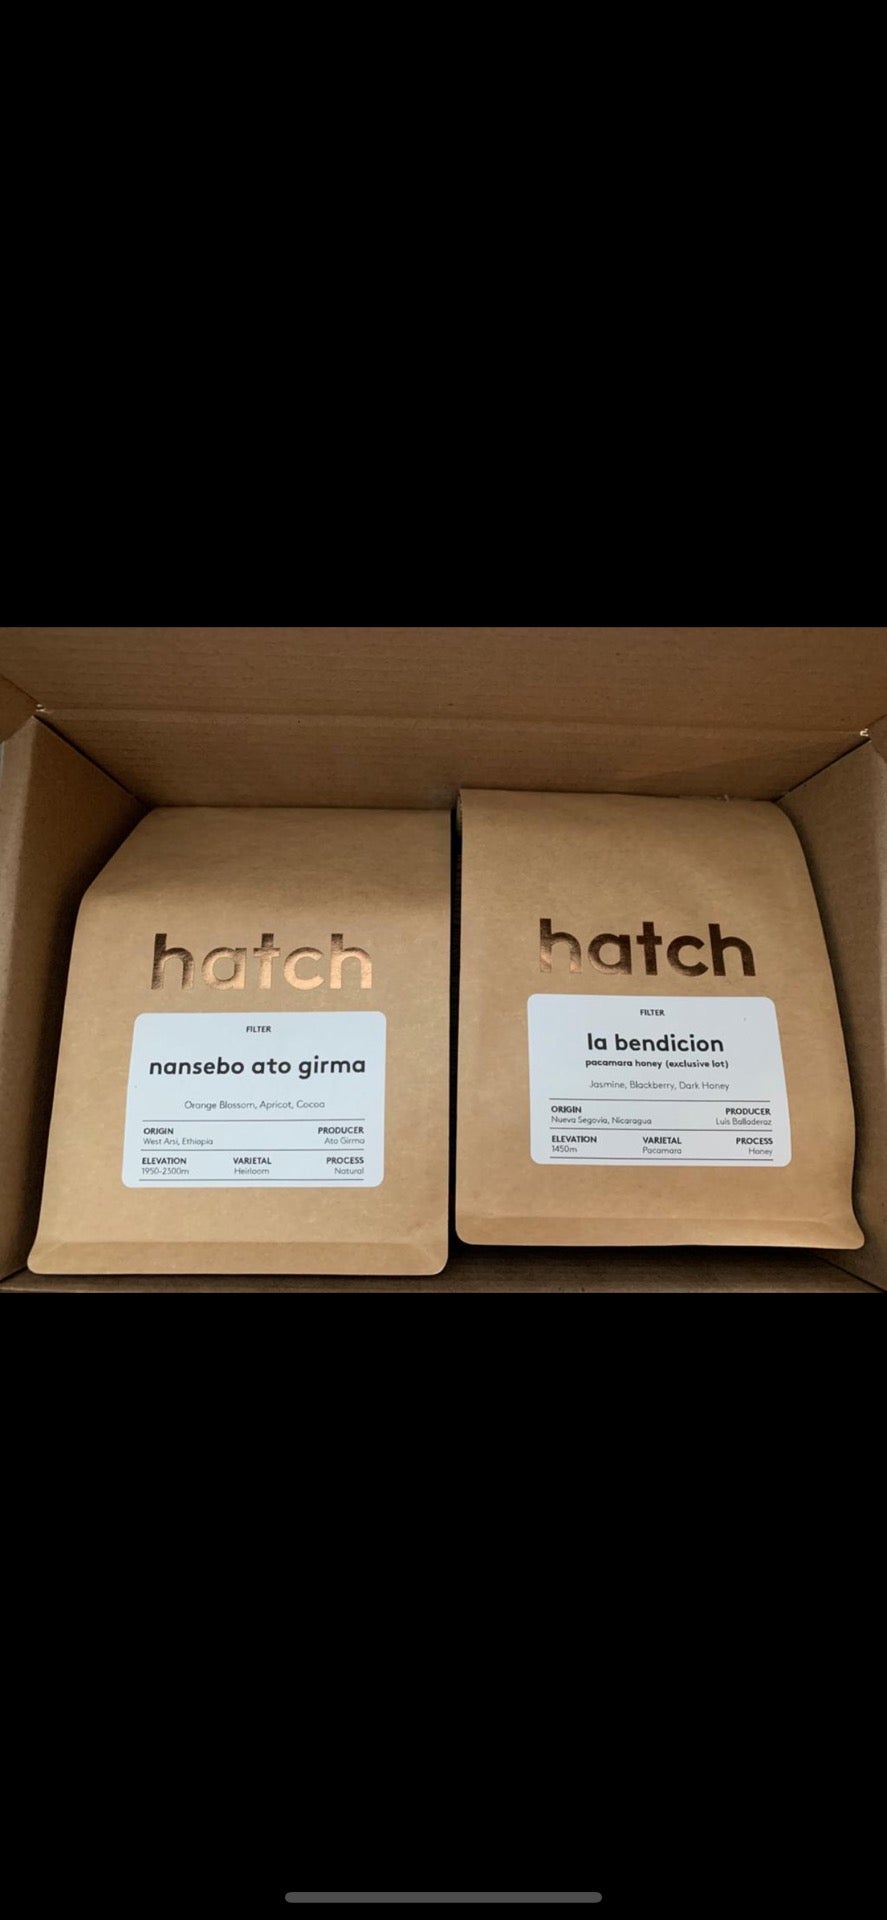 hatch
FILTER
nansebo ato girma
Orange Blossom, Apricot, Cocoa
ORIGIN PRODUCER
West Arsi, Ethiopia Ato Girma
ELEVATION VARIETAL PROCESS
1950-2300m Heirloom Natural
hatch
FILTER
la bendicion
pacamara honey (exclusive lot)
Jasmine, Blackberry, Dark Honey
ORIGIN PRODUCER
Nueva Segovia, Nicaragua Luis Balladeraz
ELEVATION VARIETAL PROCESS
1450m Pacamara Honey